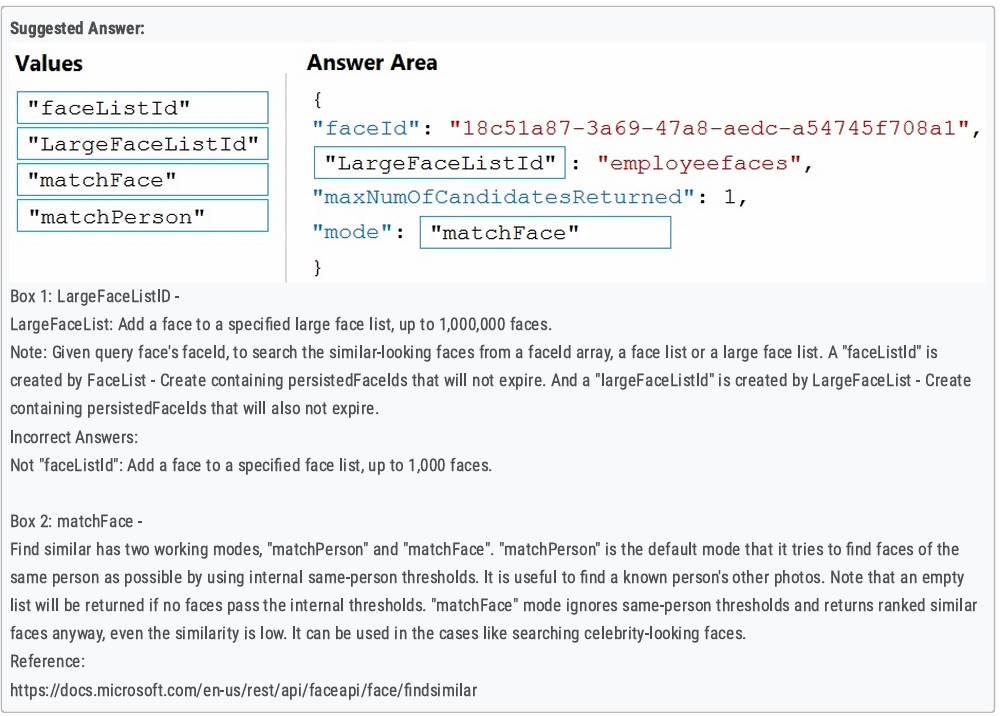 Suggested Answer:
Values
Answer Area
"faceListId"
"LargeFaceListId"
"matchFace"
"matchPerson"
{
"faceId": "18c51a87-3a69-47a8-aedc-a54745f708a1",
"LargeFaceListId" : "employeefaces",
"maxNumOfCandidatesReturned": 1,
"mode": "matchFace"
}
Box 1: LargeFaceListID -
LargeFaceList: Add a face to a specified large face list, up to 1,000,000 faces.
Note: Given query face's faceId, to search the similar-looking faces from a faceId array, a face list or a large face list. A "faceListId" is
created by FaceList - Create containing persistedFaceIds that will not expire. And a "largeFaceListId" is created by LargeFaceList - Create
containing persistedFaceIds that will also not expire.
Incorrect Answers:
Not "faceListId": Add a face to a specified face list, up to 1,000 faces.
Box 2: matchFace -
Find similar has two working modes, "matchPerson" and "matchFace". "matchPerson" is the default mode that it tries to find faces of the
same person as possible by using internal same-person thresholds. It is useful to find a known person's other photos. Note that an empty
list will be returned if no faces pass the internal thresholds. "matchFace" mode ignores same-person thresholds and returns ranked similar
faces anyway, even the similarity is low. It can be used in the cases like searching celebrity-looking faces.
Reference:
https://docs.microsoft.com/en-us/rest/api/faceapi/face/findsimilar